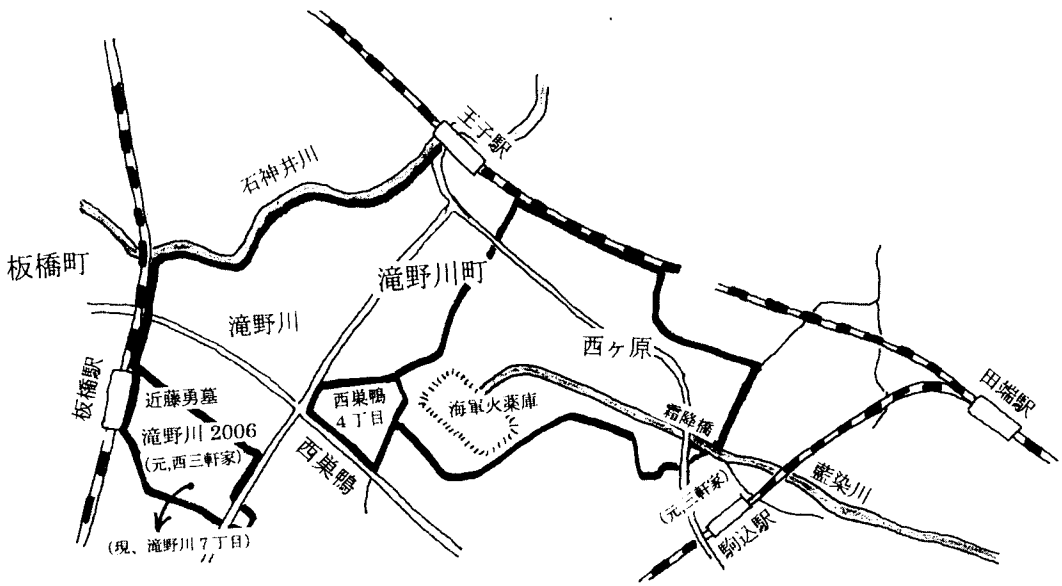 王子駅
石神井川
板橋町
滝野川町
滝野川
西ヶ原
板橋駅
近藤勇墓
西巣鴨
4丁目
海軍火薬庫
田端駅
滝野川 2006
(元,西三軒家)
霜降橋
西巣鴨
藍染川
(元,三軒家)
駒込駅
(現、滝野川7丁目)